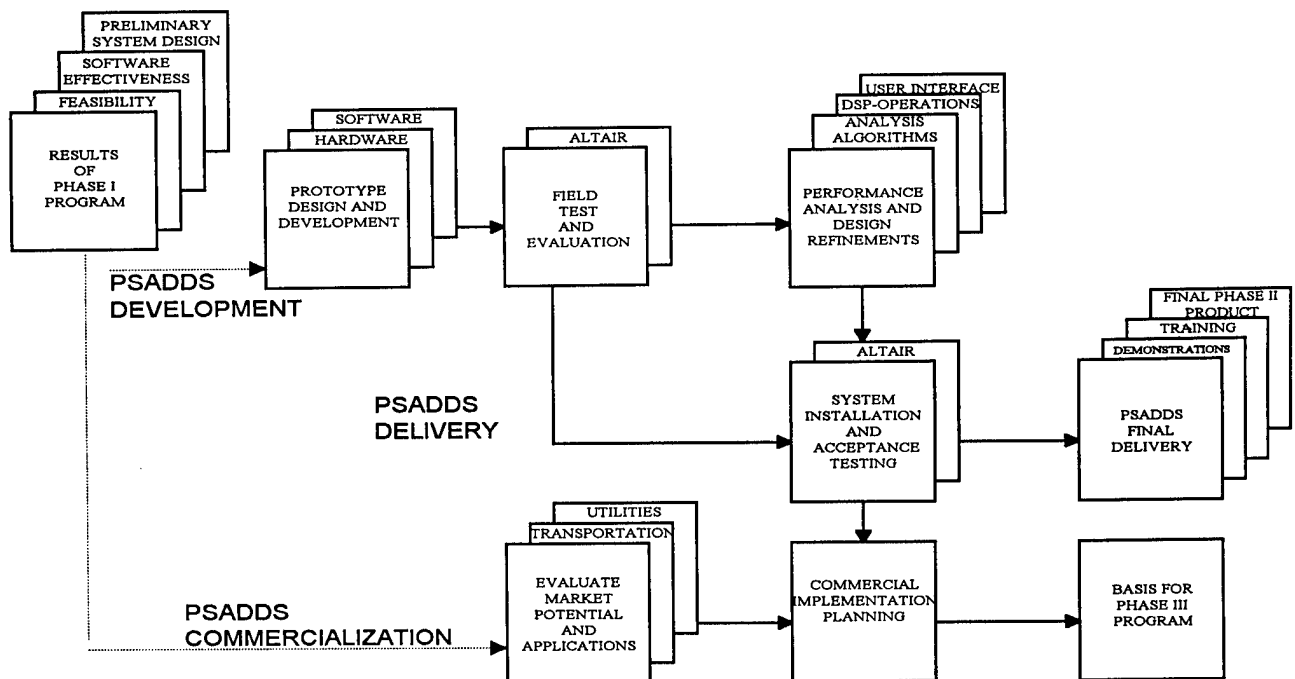 PRELIMINARY
SYSTEM DESIGN
SOFTWARE
EFFECTIVENESS
FEASIBILITY
RESULTS
OF
PHASE I
PROGRAM
SOFTWARE
HARDWARE
PROTOTYPE
DESIGN AND
DEVELOPMENT
ALTAIR
FIELD
TEST
AND
EVALUATION
USER INTERFACE
DSP-OPERATIONS
ANALYSIS
ALGORITHMS
PERFORMANCE
ANALYSIS AND
DESIGN
REFINEMENTS
PSADDS
DEVELOPMENT
PSADDS
DELIVERY
ALTAIR
SYSTEM
INSTALLATION
AND
ACCEPTANCE
TESTING
FINAL PHASE II
PRODUCT
TRAINING
DEMONSTRATIONS
PSADDS
FINAL
DELIVERY
PSADDS
COMMERCIALIZATION
UTILITIES
TRANSPORTATION
EVALUATE
MARKET
POTENTIAL
AND
APPLICATIONS
COMMERCIAL
IMPLEMENTATION
PLANNING
BASIS FOR
PHASE III
PROGRAM